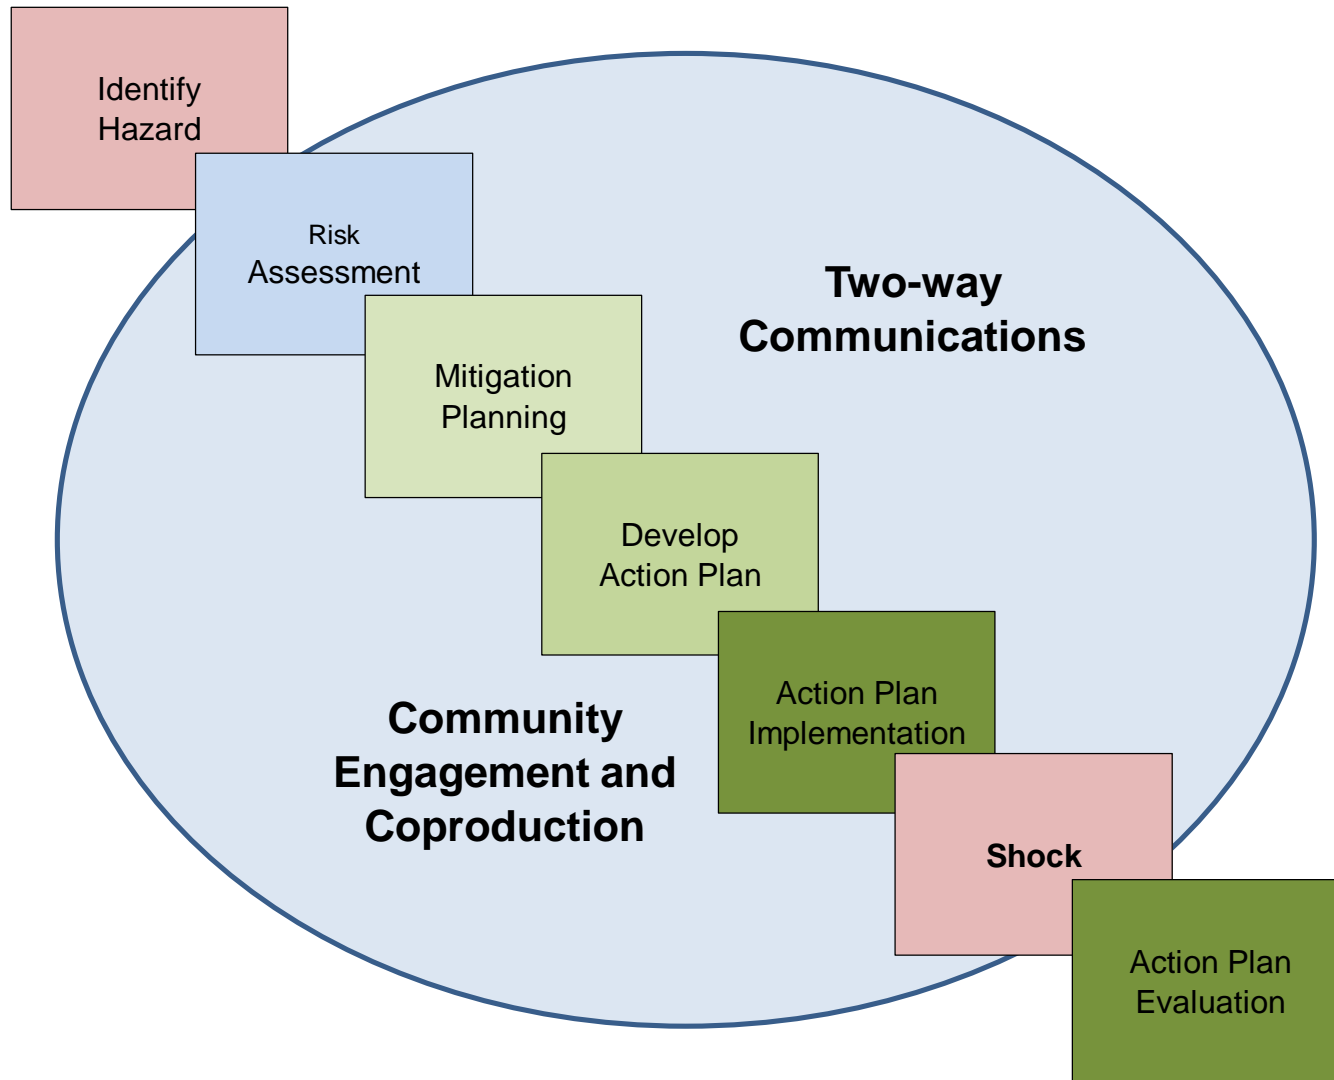 Identify
Hazard
Risk
Assessment
Two-way
Communications
Mitigation
Planning
Develop
Action Plan
Action Plan
Implementation
Community
Engagement and
Coproduction
Shock
Action Plan
Evaluation